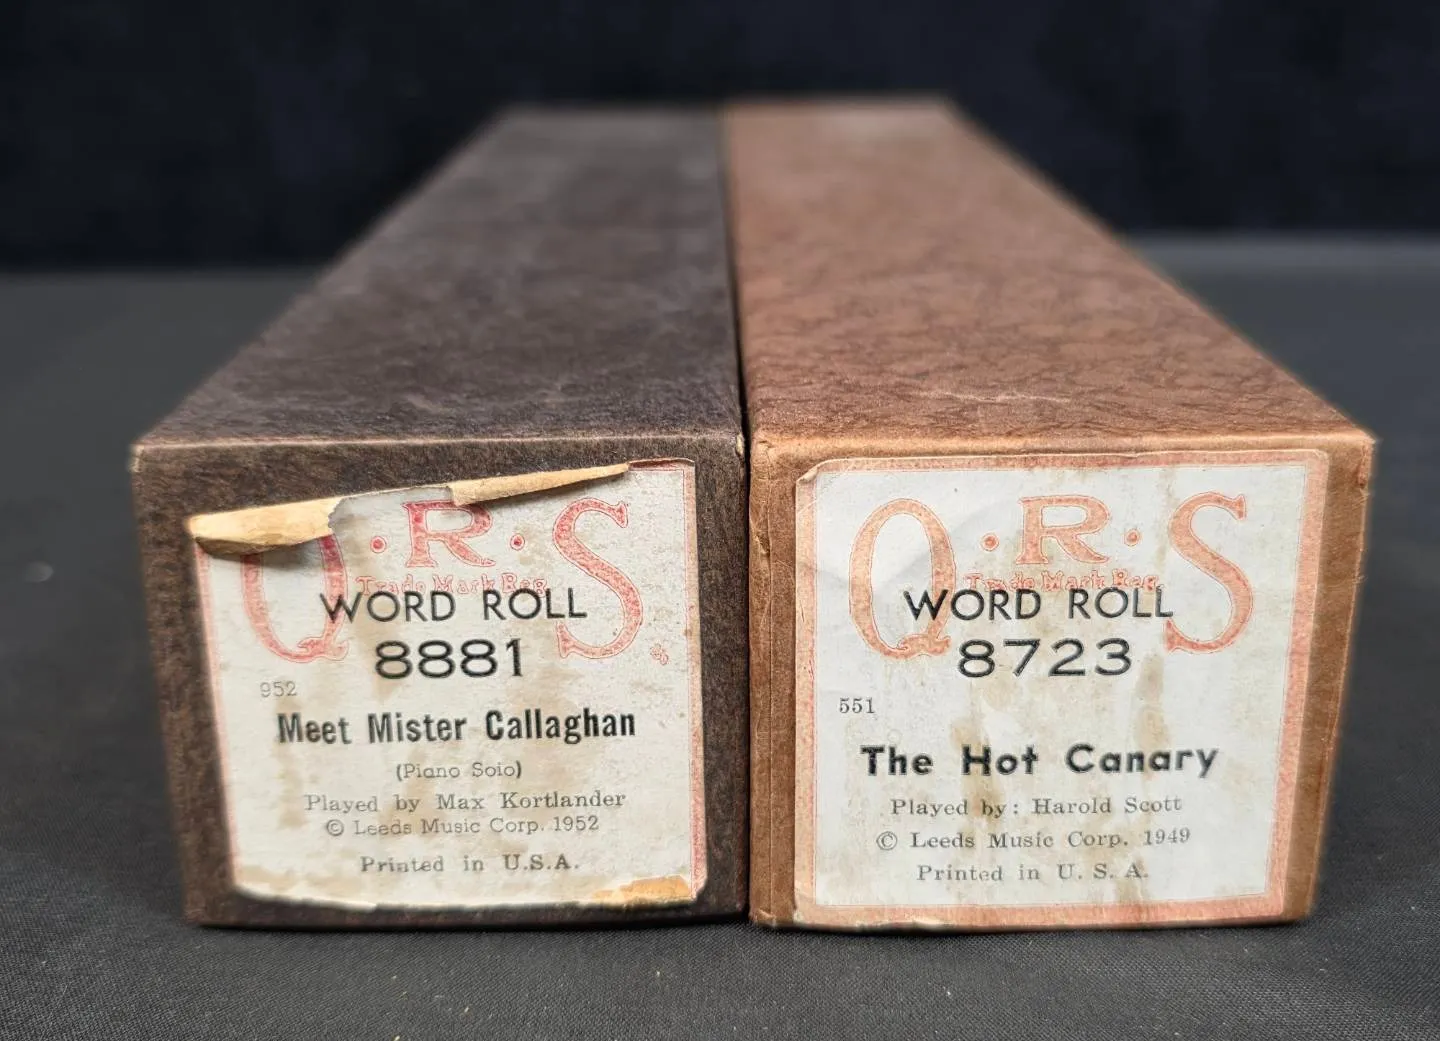 Q·R·S
Trade Mark Reg.
WORD ROLL
8881
952
Meet Mister Callaghan
(Piano Solo)
Played by Max Kortlander
© Leeds Music Corp. 1952
Printed in U.S.A.
Q·R·S
Trade Mark Reg.
WORD ROLL
8723
551
The Hot Canary
Played by: Harold Scott
© Leeds Music Corp. 1949
Printed in U. S. A.